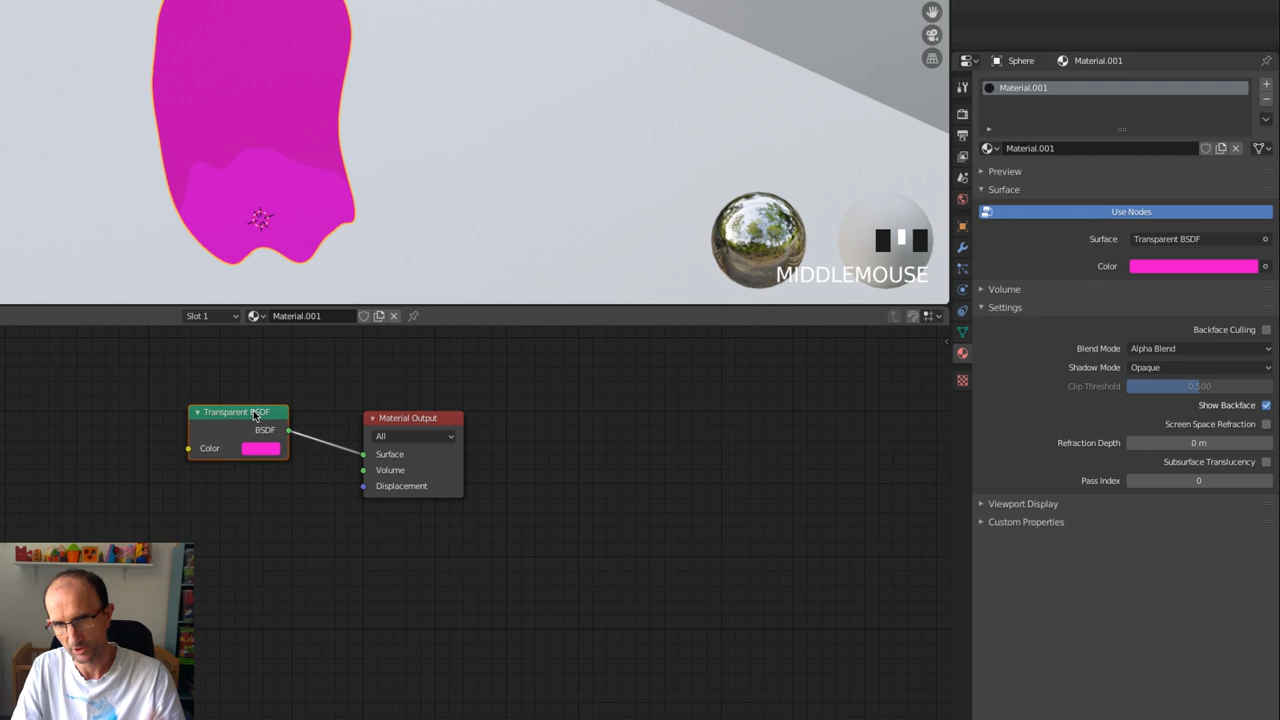 Sphere
Material.001
Material.001
Material.001
Preview
Surface
Use Nodes
Surface
Transparent BSDF
Color
Volume
Settings
Backface Culling
Blend Mode
Alpha Blend
Shadow Mode
Opaque
Clip Threshold
0.500
Show Backface
Screen Space Refraction
Refraction Depth
0 m
Subsurface Translucency
Pass Index
0
Viewport Display
Custom Properties
MIDDLEMOUSE
Slot 1
Material.001
Transparent BSDF
BSDF
Color
Material Output
All
Surface
Volume
Displacement